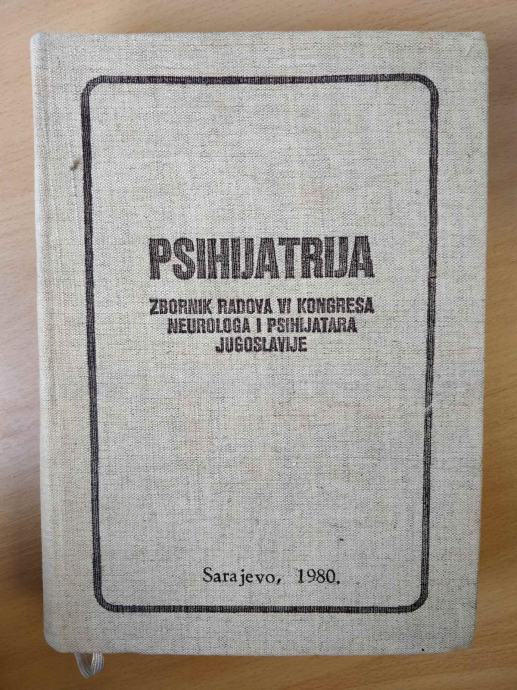 PSIHIJATRIJA
ZBORNIK RADOVA VI KONGRESA
NEUROLOGA I PSIHIJATARA
JUGOSLAVIJE
Sarajevo, 1980.